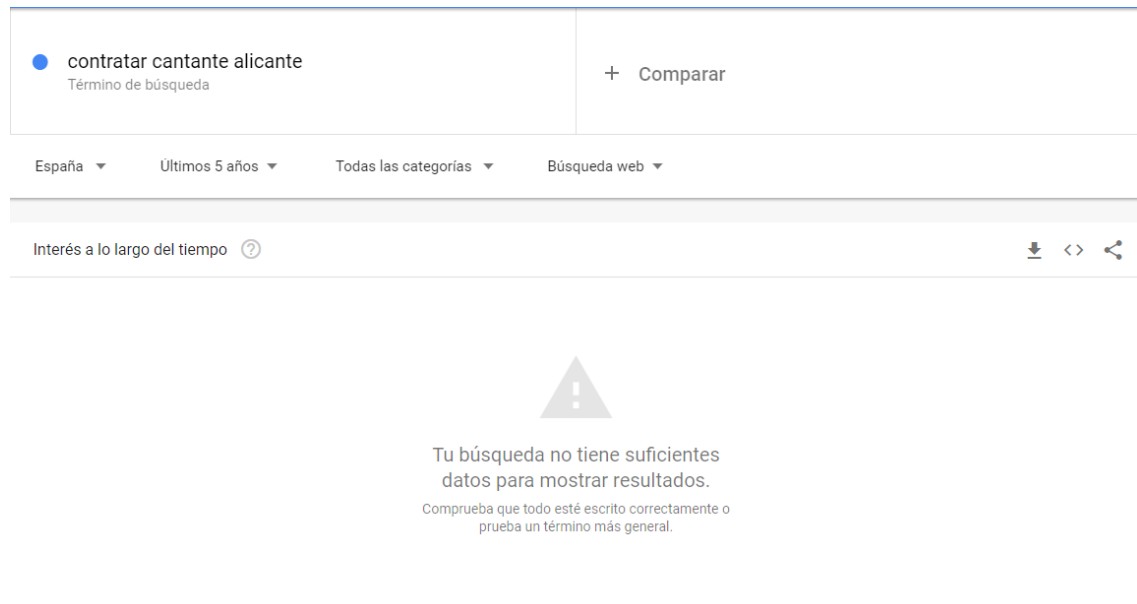 contratar cantante alicante
Término de búsqueda
+ Comparar
España
Últimos 5 años
Todas las categorías
Búsqueda web
Interés a lo largo del tiempo
Tu búsqueda no tiene suficientes
datos para mostrar resultados.
Comprueba que todo esté escrito correctamente o
prueba un término más general.